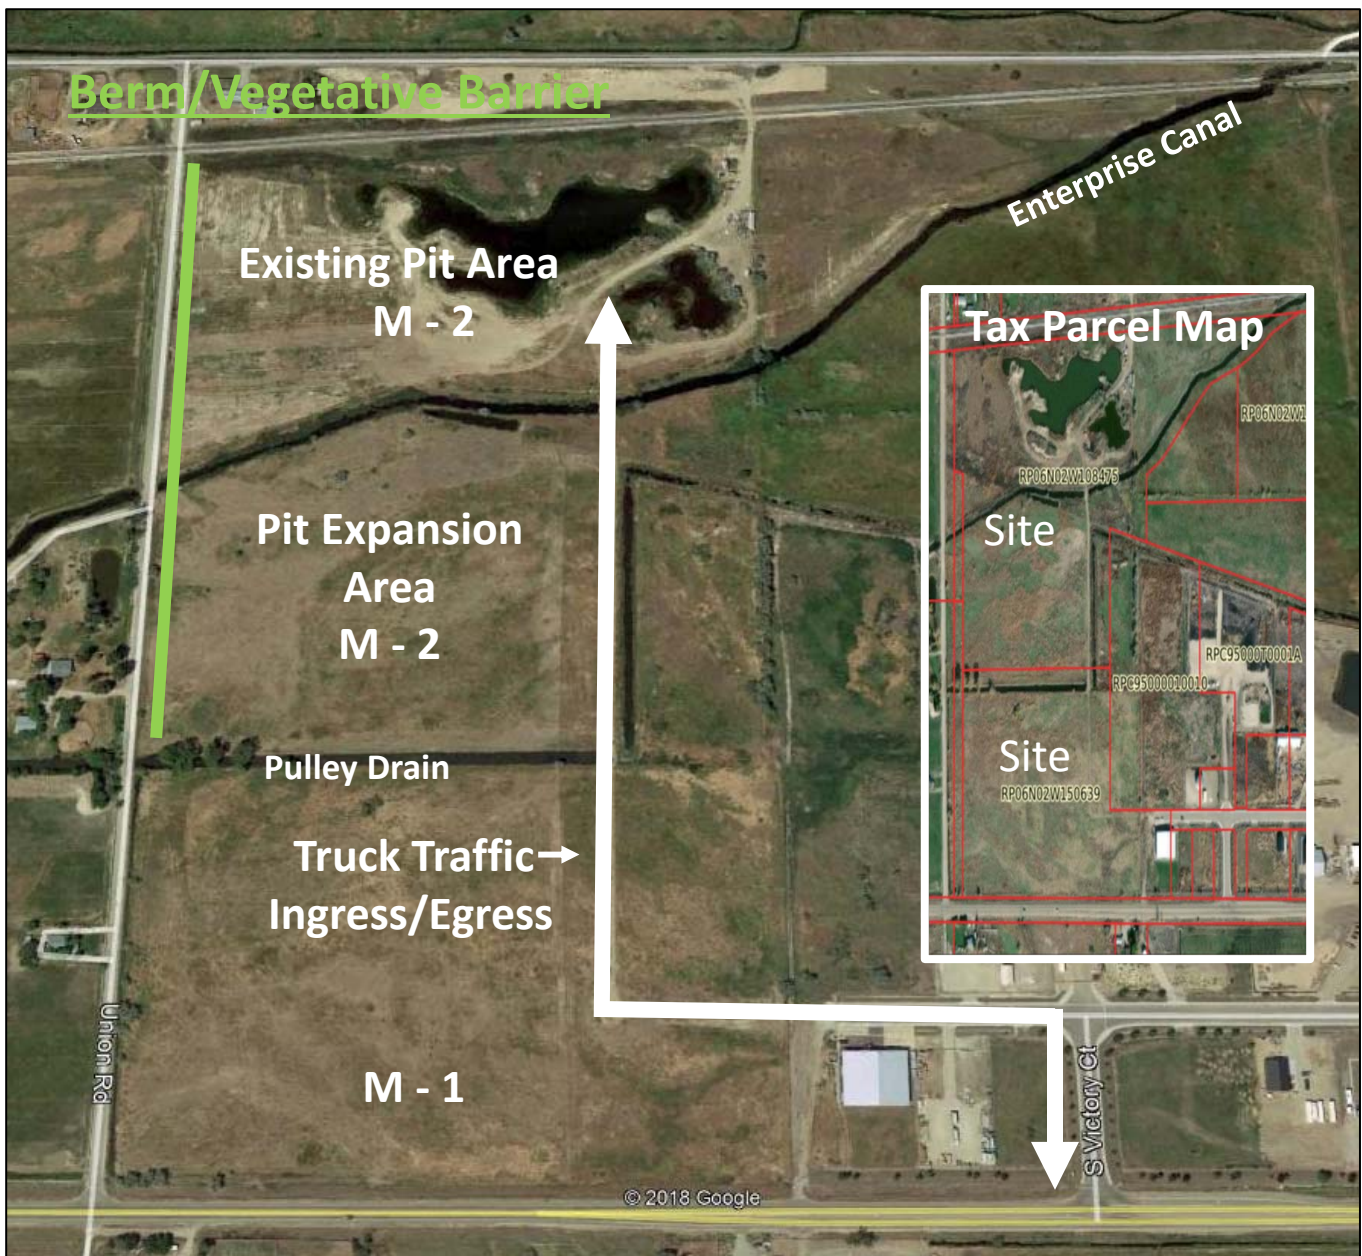 Berm/Vegetative Barrier
Enterprise Canal
Existing Pit Area
M - 2
Tax Parcel Map
RP06N02W1
RP06N02W108475
Site
Pit Expansion
Area
M - 2
RPC95000T0001A
RPC95000010010
Site
RP06N02W150639
Pulley Drain
Truck Traffic
Ingress/Egress
Union Rd
M - 1
S Victory Ct
© 2018 Google